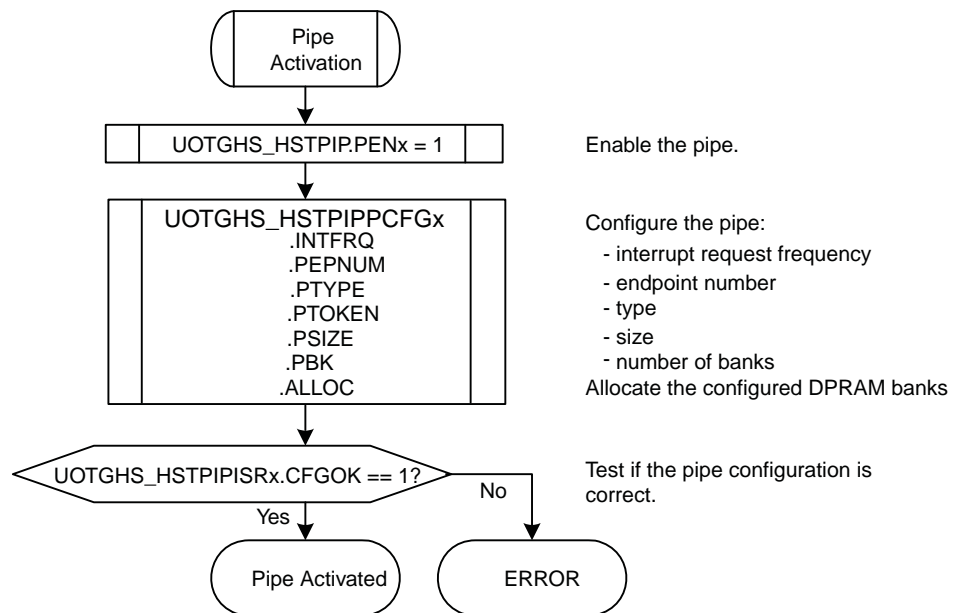 Pipe
Activation
UOTGHS_HSTPIP.PENx = 1
Enable the pipe.
UOTGHS_HSTPIPPCFGx
.INTFRQ
.PEPNUM
.PTYPE
.PTOKEN
.PSIZE
.PBK
.ALLOC
Configure the pipe:
- interrupt request frequency
- endpoint number
- type
- size
- number of banks
Allocate the configured DPRAM banks
UOTGHS_HSTPIPISRx.CFGOK == 1?
Test if the pipe configuration is
correct.
No
Yes
Pipe Activated
ERROR